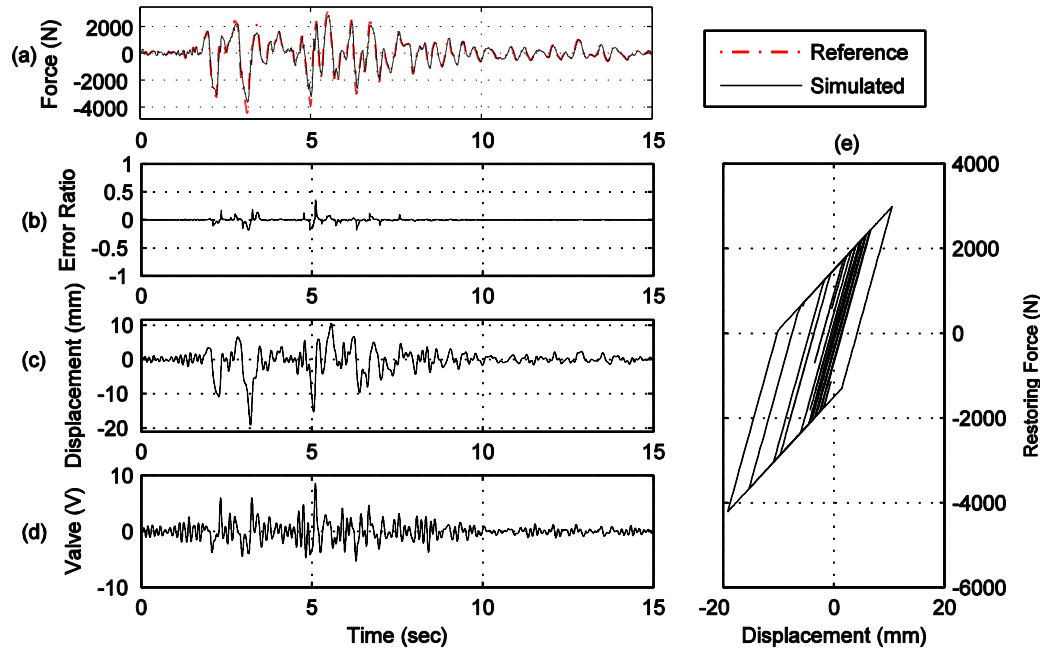 (a)
Force (N)
2000
0
-2000
-4000
0
5
10
15
Reference
Simulated
(b)
Error Ratio
1
0.5
0
-0.5
-1
0
5
10
15
(c)
Displacement (mm)
10
0
-10
-20
0
5
10
15
(d)
Valve (V)
10
0
-10
0
5
10
15
Time (sec)
(e)
4000
2000
0
-2000
-4000
-6000
Restoring Force (N)
-20
0
20
Displacement (mm)